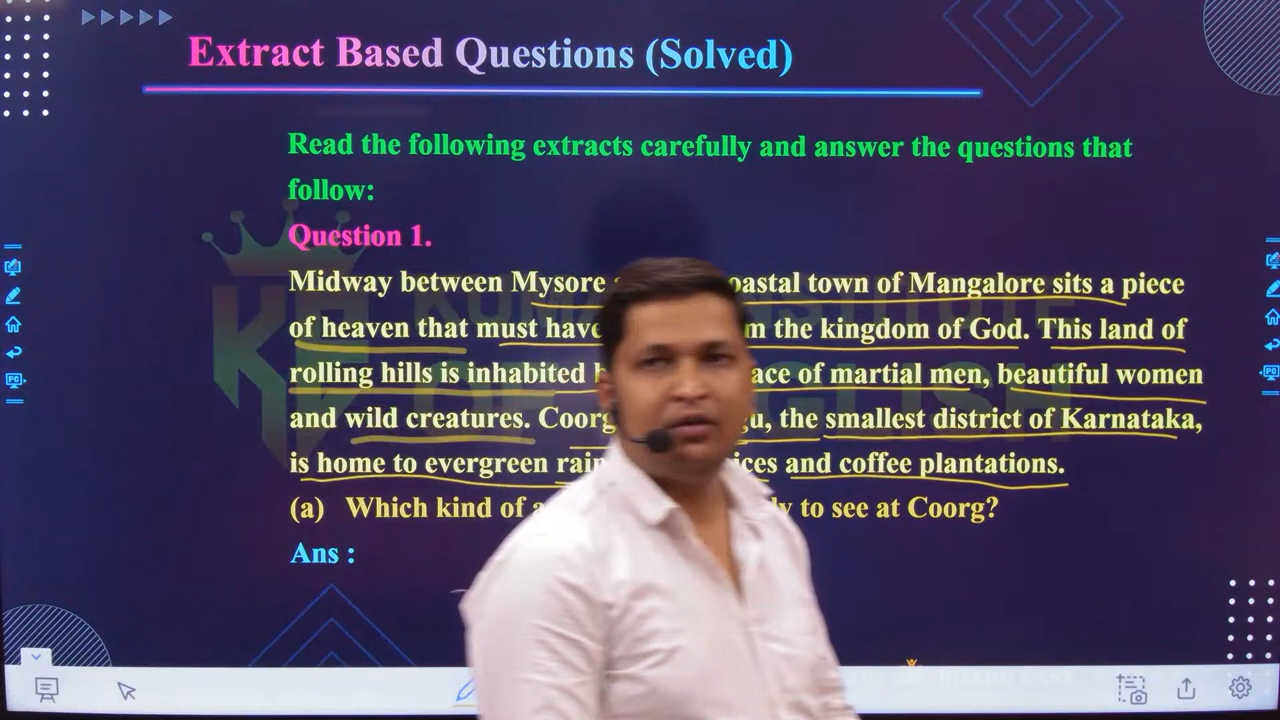 Extract Based Questions (Solved)
Read the following extracts carefully and answer the questions that
follow:
Question 1.
Midway between Mysore oastal town of Mangalore sits a piece
of heaven that must have m the kingdom of God. This land of
rolling hills is inhabited ace of martial men, beautiful women
and wild creatures. Coorg gu, the smallest district of Karnataka,
is home to evergreen rain ices and coffee plantations.
(a) Which kind of to see at Coorg?
Ans :